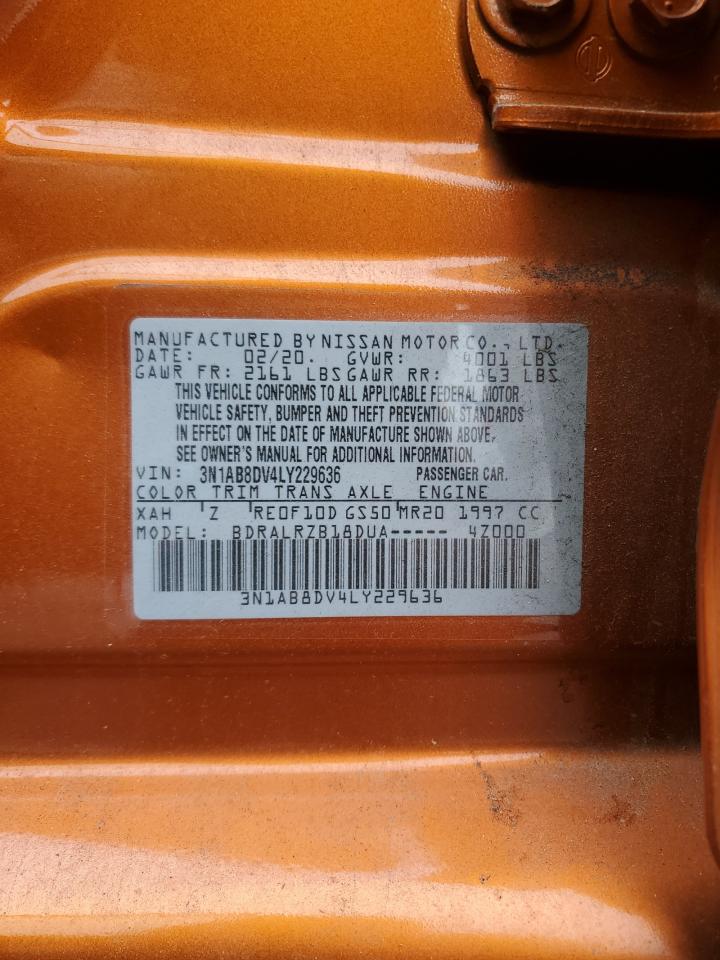 MANUFACTURED BY NISSAN MOTOR CO., LTD.
DATE: 02/20. GVWR: 4001 LBS
GAWR FR: 2161 LBS GAWR RR: 1863 LBS
THIS VEHICLE CONFORMS TO ALL APPLICABLE FEDERAL MOTOR
VEHICLE SAFETY, BUMPER AND THEFT PREVENTION STANDARDS
IN EFFECT ON THE DATE OF MANUFACTURE SHOWN ABOVE.
SEE OWNER'S MANUAL FOR ADDITIONAL INFORMATION.
VIN: 3N1AB8DV4LY229636 PASSENGER CAR.
COLOR TRIM TRANS AXLE ENGINE
XAH Z RE0F10D GS50 MR20 1997 CC
MODEL: BDRALRZB18DUA----- 4Z000
3N1AB8DV4LY229636